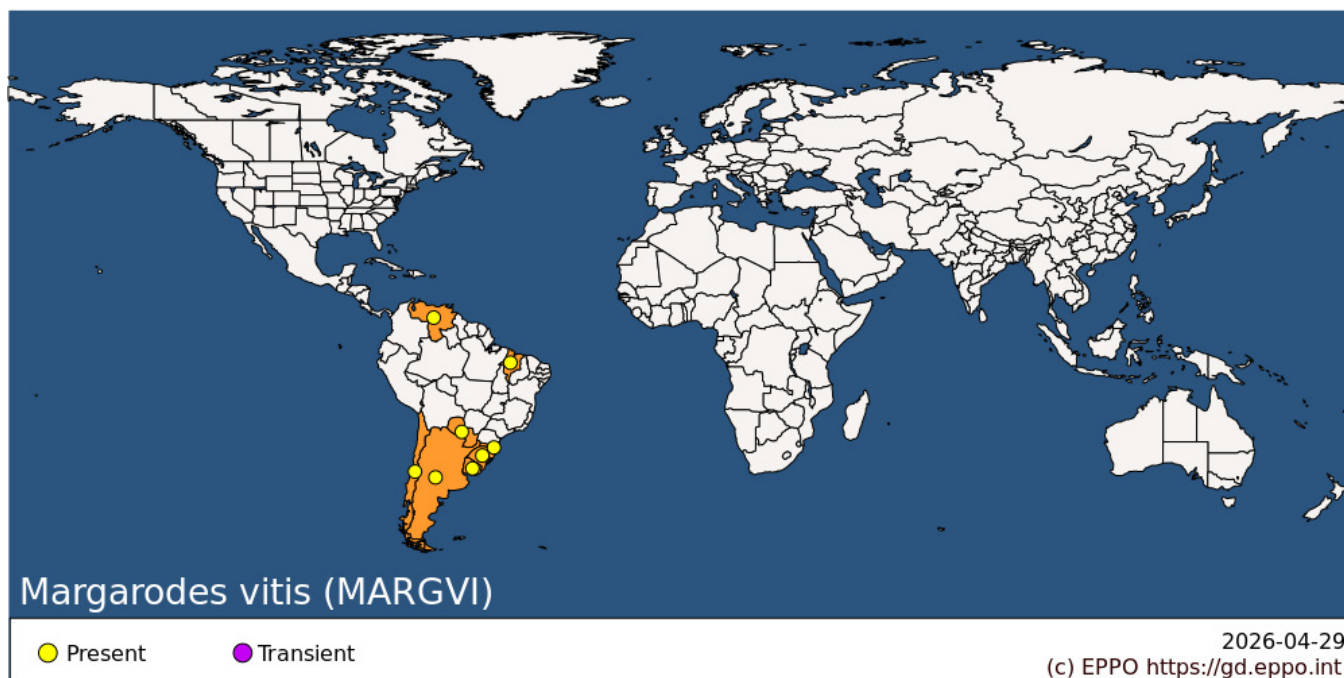 Margarodes vitis (MARGVI)
Present
Transient
2026-04-29
(c) EPPO https://gd.eppo.int